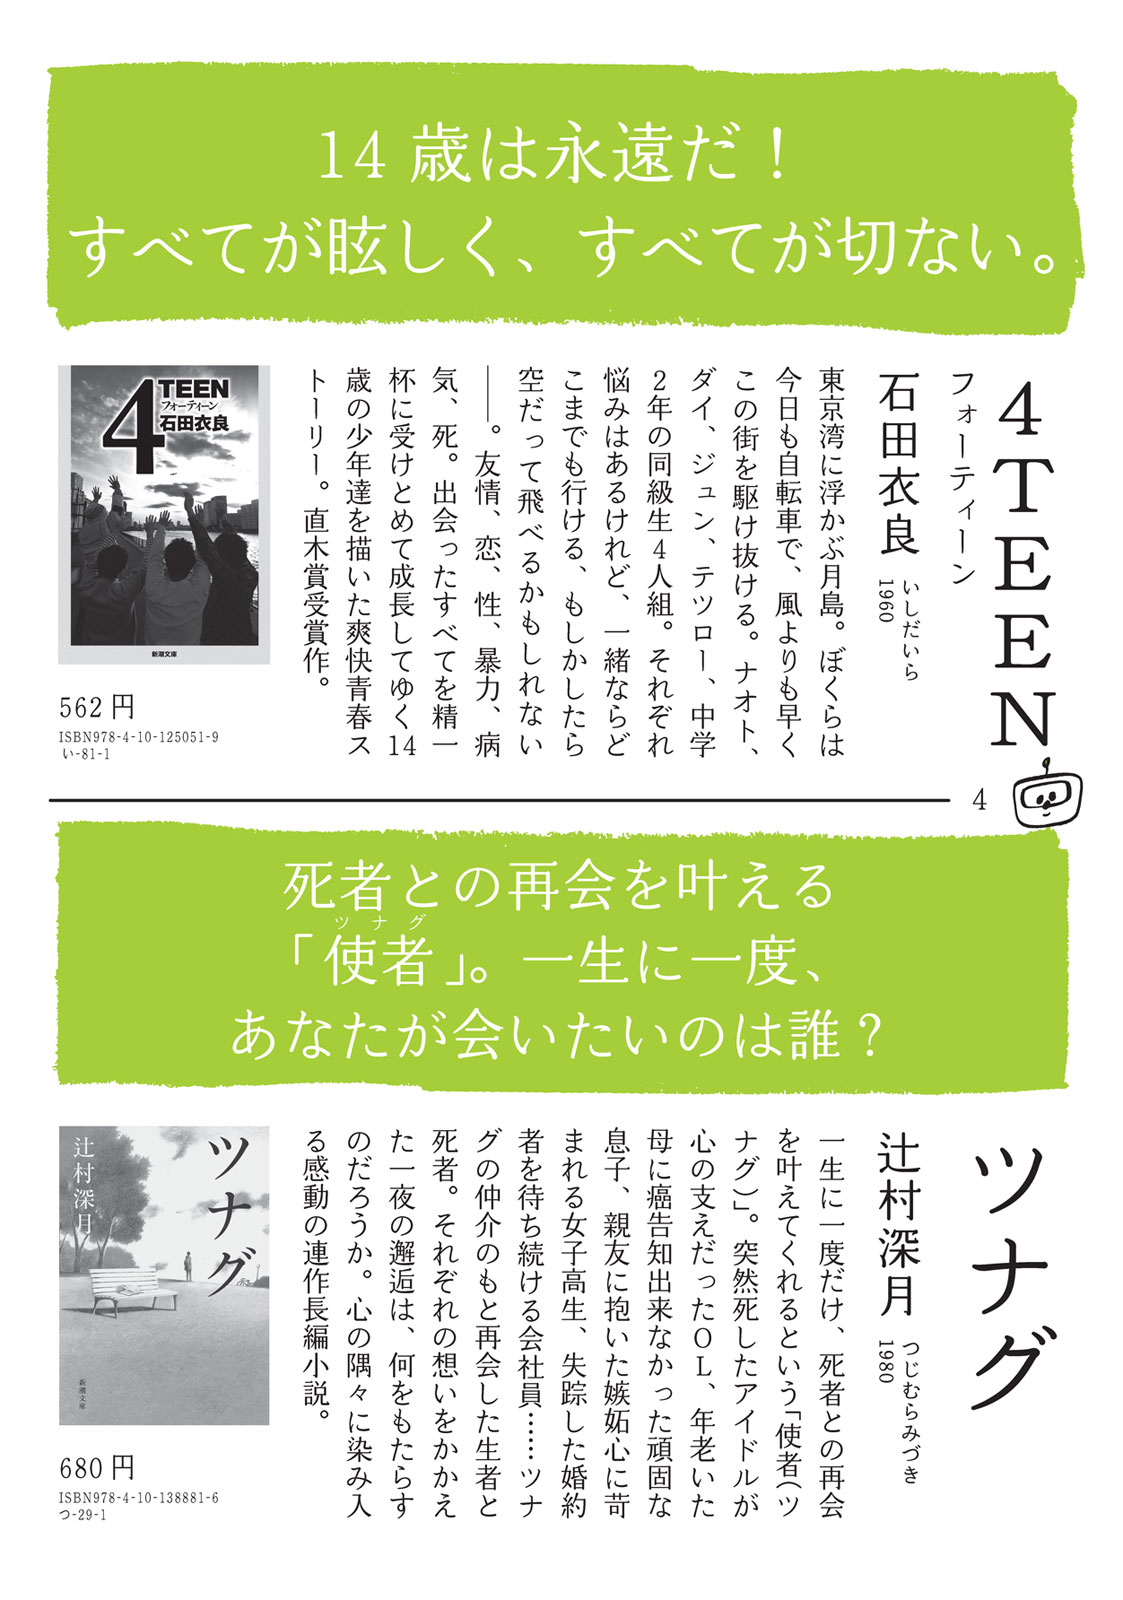 14歳は永遠だ！
すべてが眩しく、すべてが切ない。
4TEEN
フォーティーン
石田衣良
いしだいら
1960
東京湾に浮かぶ月島。ぼくらは
今日も自転車で、風よりも早く
この街を駆け抜ける。ナオト、
ダイ、ジュン、テツロー、中学
2年の同級生4人組。それぞれ
悩みはあるけれど、一緒ならど
こまでも行ける、もしかしたら
空だって飛べるかもしれない
――。友情、恋、性、暴力、病
気、死。出会ったすべてを精一
杯に受けとめて成長してゆく14
歳の少年達を描いた爽快青春ス
トーリー。直木賞受賞作。
4TEEN
フォーティーン
石田衣良
新潮文庫
562円
ISBN978-4-10-125051-9
い-81-1
4
死者との再会を叶える
ツナグ
「使者」。一生に一度、
あなたが会いたいのは誰？
ツナグ
辻村深月
つじむらみづき
1980
一生に一度だけ、死者との再会
を叶えてくれるという「使者(ツ
ナグ)」。突然死したアイドルが
心の支えだったOL、年老いた
母に癌告知出来なかった頑固な
息子、親友に抱いた嫉妬心に苛
まれる女子高生、失踪した婚約
者を待ち続ける会社員……ツナ
グの仲介のもと再会した生者と
死者。それぞれの想いをかかえ
た一夜の邂逅は、何をもたらす
のだろうか。心の隅々に染み入
る感動の連作長編小説。
ツナグ
辻村深月
新潮文庫
680円
ISBN978-4-10-138881-6
つ-29-1